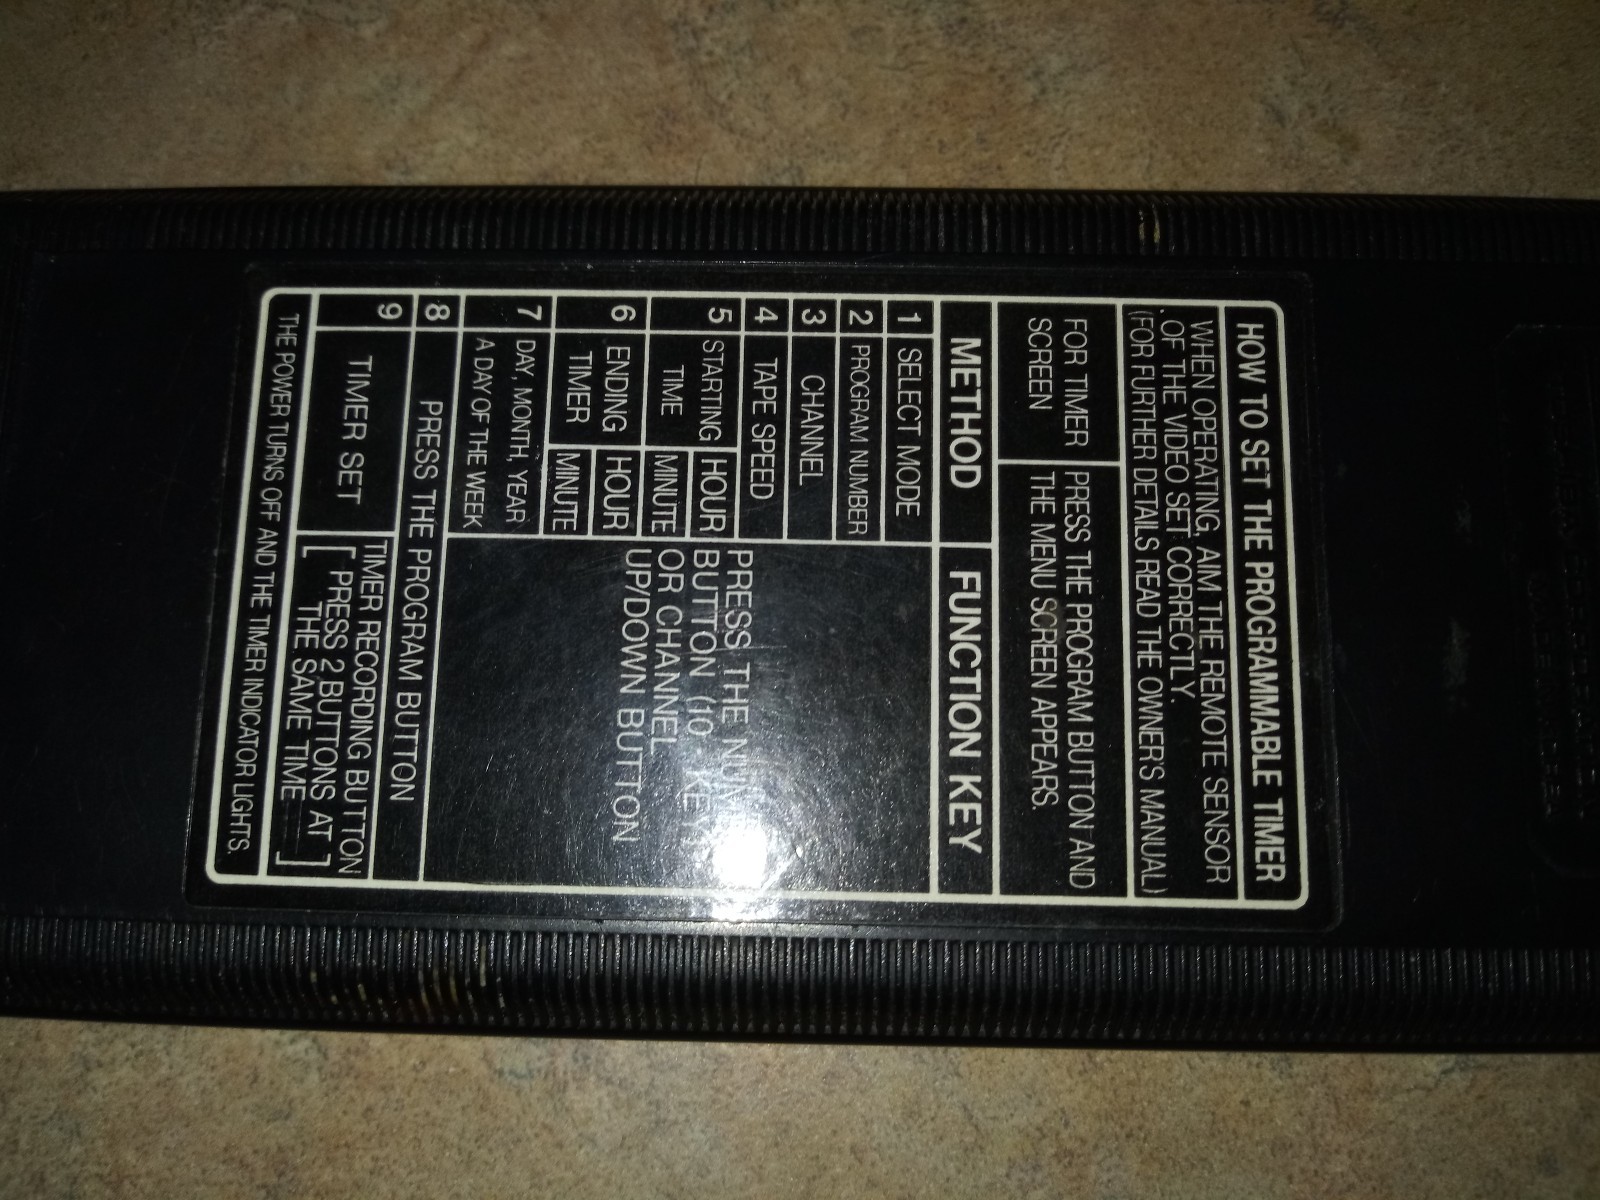 HOW TO SET THE PROGRAMMABLE TIMER
WHEN OPERATING, AIM THE REMOTE SENSOR
OF THE VIDEO SET CORRECTLY.
(FOR FURTHER DETAILS READ THE OWNER'S MANUAL)
FOR TIMER
SCREEN
PRESS THE PROGRAM BUTTON AND
THE MENU SCREEN APPEARS.
METHOD
FUNCTION KEY
1 SELECT MODE
2 PROGRAM NUMBER
3 CHANNEL
4 TAPE SPEED
5 STARTING
TIME
HOUR
MINUTE
6 ENDING
TIMER
HOUR
MINUTE
7 DAY, MONTH, YEAR
A DAY OF THE WEEK
PRESS THE
BUTTON (10 KEY)
OR CHANNEL
UP/DOWN BUTTON
8 PRESS THE PROGRAM BUTTON
9 TIMER SET
TIMER RECORDING BUTTON
[ PRESS 2 BUTTONS AT
THE SAME TIME ]
THE POWER TURNS OFF AND THE TIMER INDICATOR LIGHTS.